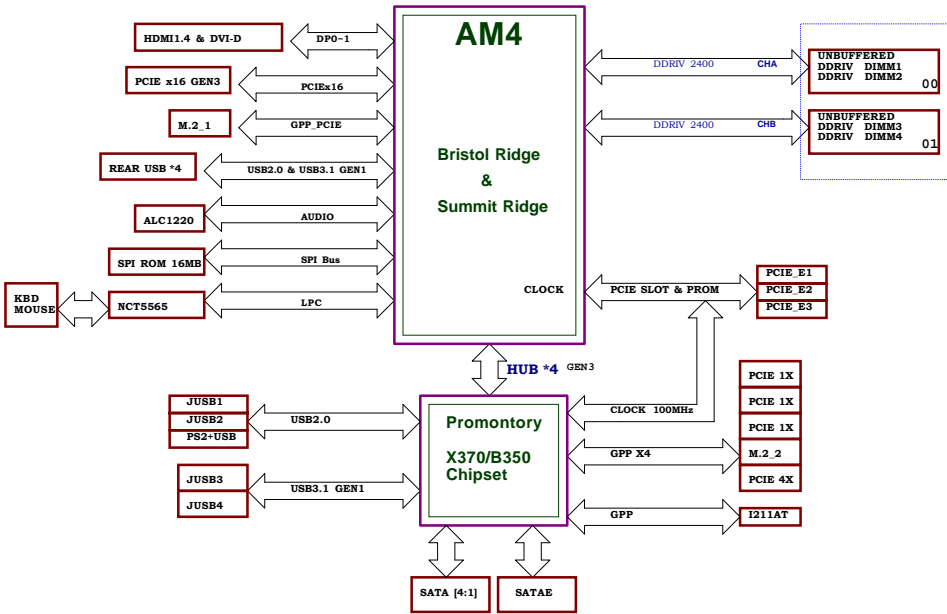 AM4
Bristol Ridge
&
Summit Ridge
CLOCK
HDMI1.4 & DVI-D
DP0~1
PCIE x16 GEN3
PCIEx16
M.2_1
GPP_PCIE
REAR USB *4
USB2.0 & USB3.1 GEN1
ALC1220
AUDIO
SPI ROM 16MB
SPI Bus
KBD
MOUSE
NCT5565
LPC
DDRIV 2400
CHA
UNBUFFERED
DDRIV DIMM1
DDRIV DIMM2
00
DDRIV 2400
CHB
UNBUFFERED
DDRIV DIMM3
DDRIV DIMM4
01
PCIE SLOT & PROM
PCIE_E1
PCIE_E2
PCIE_E3
HUB *4 GEN3
Promontory
X370/B350
Chipset
JUSB1
JUSB2
PS2+USB
USB2.0
JUSB3
JUSB4
USB3.1 GEN1
CLOCK 100MHz
GPP X4
PCIE 1X
PCIE 1X
PCIE 1X
M.2_2
PCIE 4X
GPP
I211AT
SATA [4:1]
SATAE